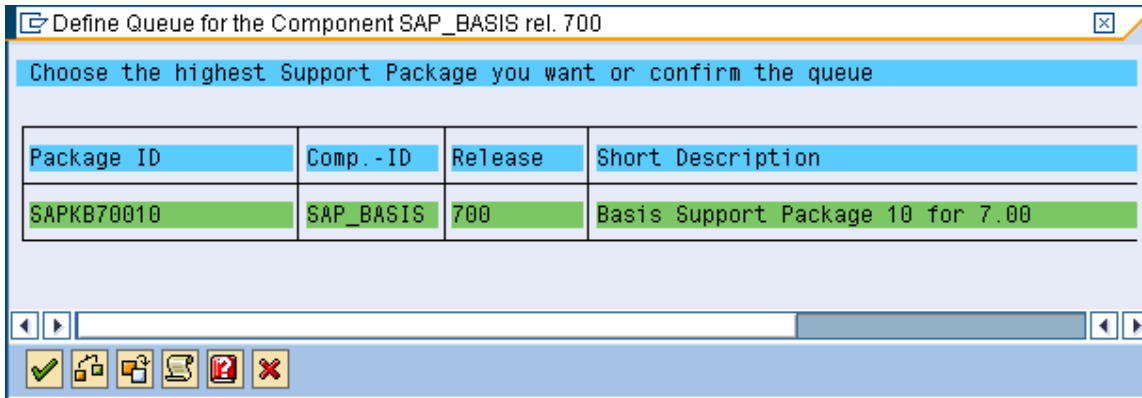 Define Queue for the Component SAP_BASIS rel. 700
Choose the highest Support Package you want or confirm the queue
Package ID Comp.-ID Release Short Description
SAPKB70010 SAP_BASIS 700 Basis Support Package 10 for 7.00